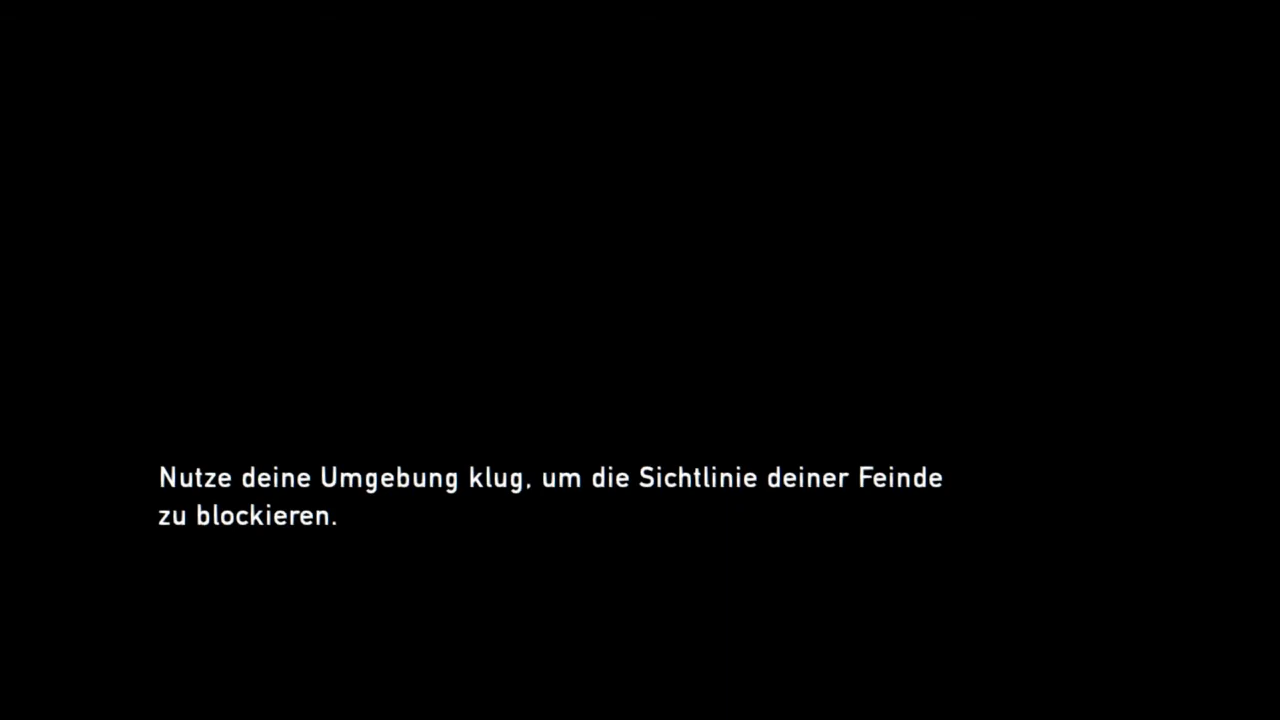 Nutze deine Umgebung klug, um die Sichtlinie deiner Feinde
zu blockieren.